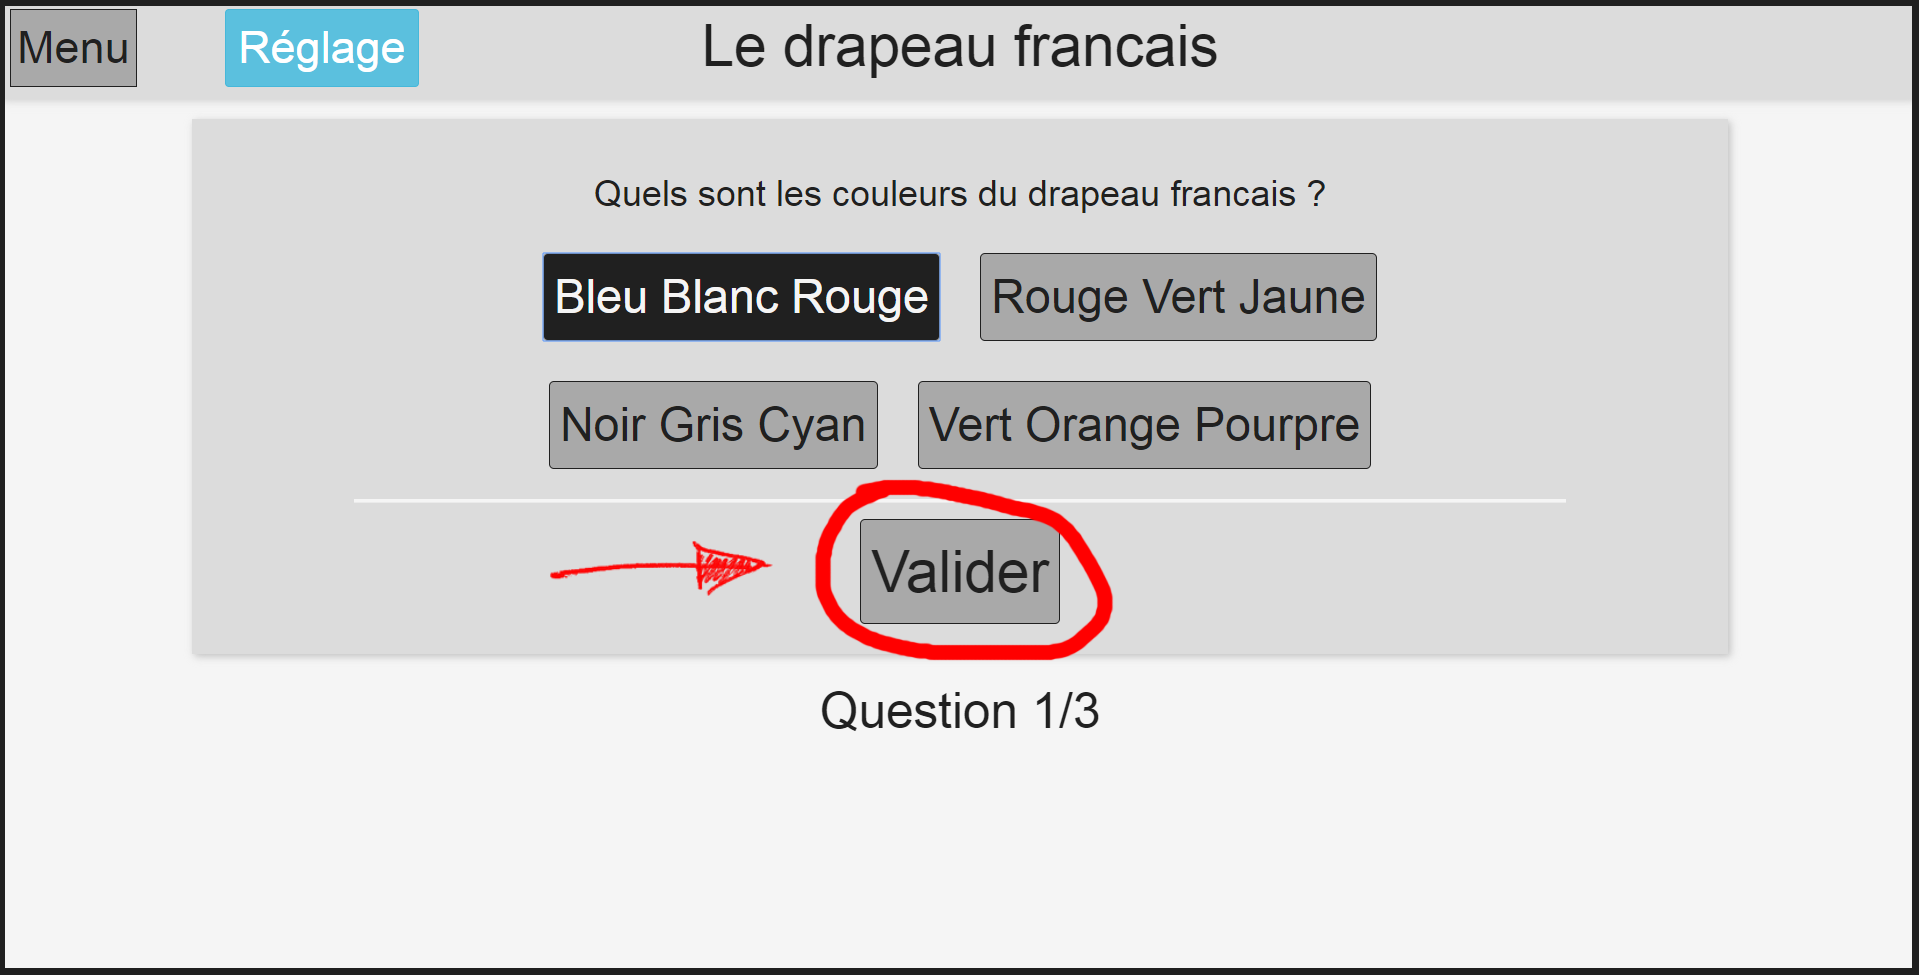 Menu
Réglage
Le drapeau francais
Quels sont les couleurs du drapeau francais ?
Bleu Blanc Rouge
Rouge Vert Jaune
Noir Gris Cyan
Vert Orange Pourpre
Valider
Question 1/3